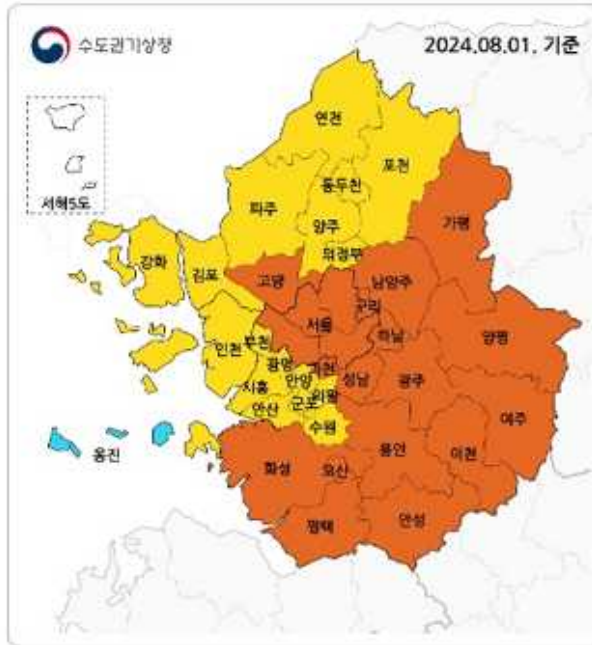 수도권기상청
2024.08.01. 기준
서해5도
연천
포천
동두천
파주
양주
가평
의정부
강화
김포
고양
남양주
구리
서울
하남
양평
인천
부천
광명
과천
성남
광주
시흥
안양
의왕
여주
안산
군포
수원
옹진
용인
이천
화성
오산
평택
안성